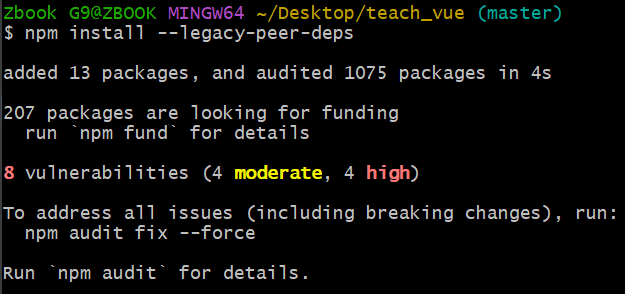 Zbook G9@ZBOOK MINGW64 ~/Desktop/teach_vue (master)
$ npm install --legacy-peer-deps
added 13 packages, and audited 1075 packages in 4s
207 packages are looking for funding
run `npm fund` for details
8 vulnerabilities (4 moderate, 4 high)
To address all issues (including breaking changes), run:
npm audit fix --force
Run `npm audit` for details.